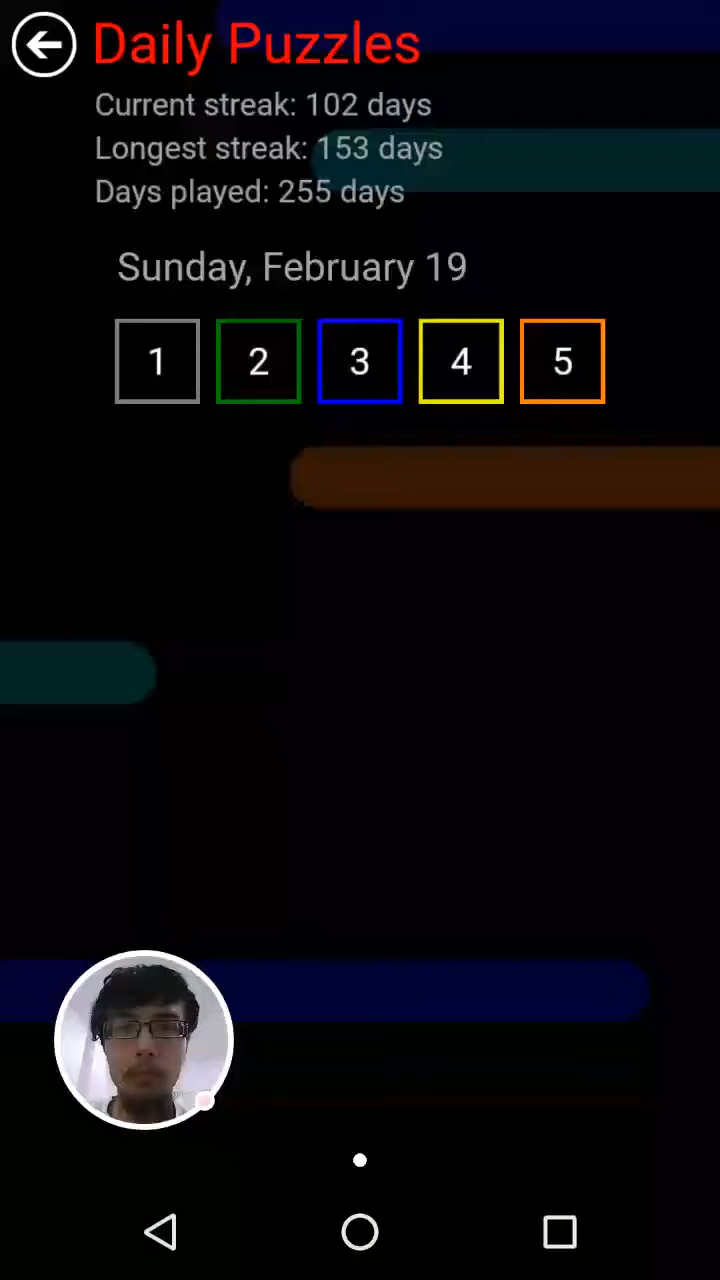 Daily Puzzles
Current streak: 102 days
Longest streak: 153 days
Days played: 255 days
Sunday, February 19
1 2 3 4 5